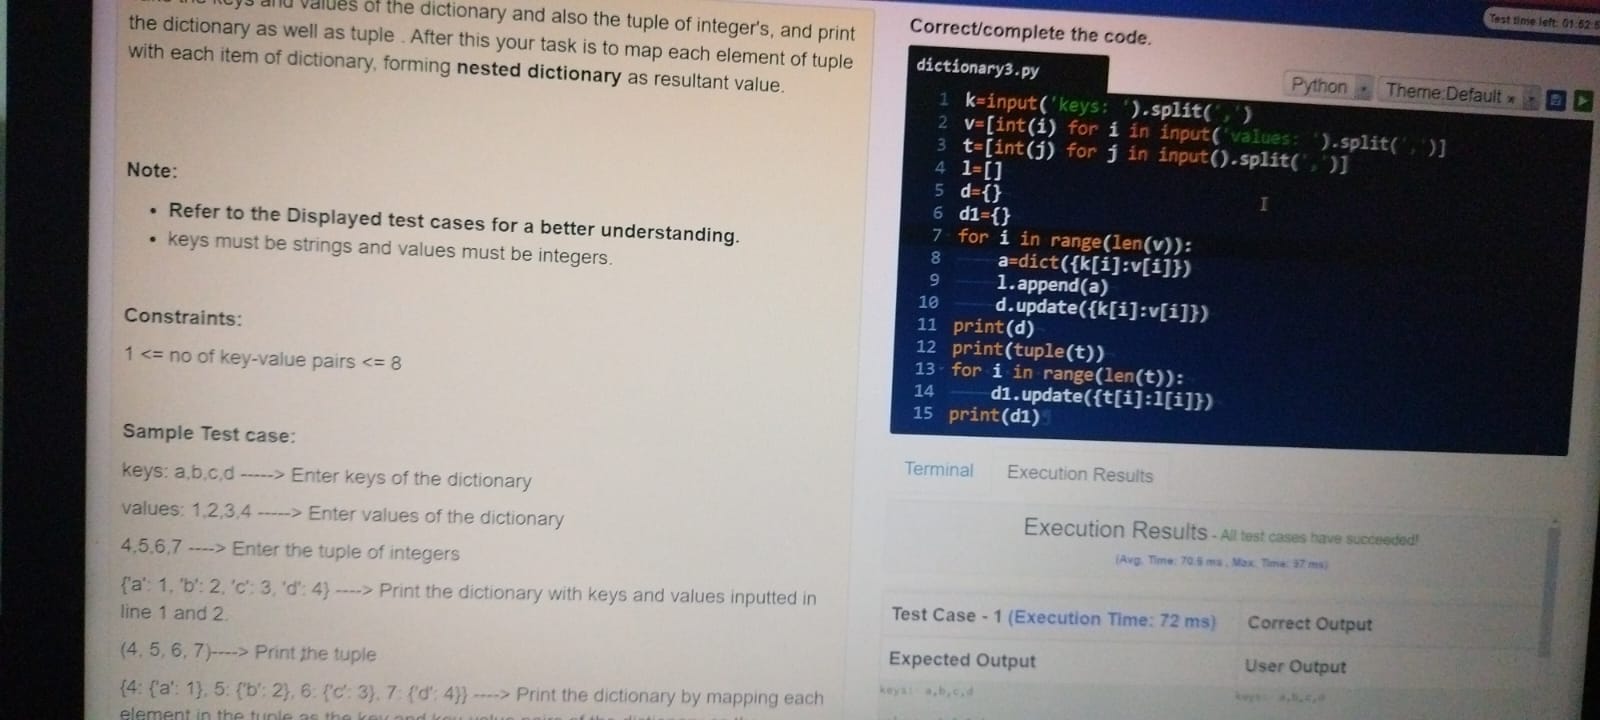 keys and values of the dictionary and also the tuple of integer's, and print
the dictionary as well as tuple . After this your task is to map each element of tuple
with each item of dictionary, forming nested dictionary as resultant value.
Note:
• Refer to the Displayed test cases for a better understanding.
• keys must be strings and values must be integers.
Constraints:
1 <= no of key-value pairs <= 8
Sample Test case:
keys: a,b,c,d -----> Enter keys of the dictionary
values: 1,2,3,4 -----> Enter values of the dictionary
4,5,6,7 ----> Enter the tuple of integers
{'a': 1, 'b': 2, 'c': 3, 'd': 4} ----> Print the dictionary with keys and values inputted in
line 1 and 2.
(4, 5, 6, 7)----> Print the tuple
{4: {'a': 1}, 5: {'b': 2}, 6: {'c': 3}, 7: {'d': 4}} ----> Print the dictionary by mapping each
element in the tuple as the key and key value pairs of the
Test time left: 01:52:
Correct/complete the code.
dictionary3.py
Python
Theme:Default
1 k=input('keys: ').split(',')
2 v=[int(i) for i in input('values: ').split(',')]
3 t=[int(j) for j in input().split(',')]
4 l=[]
5 d={}
6 d1={}
7 for i in range(len(v)):
8 a=dict({k[i]:v[i]})
9 l.append(a)
10 d.update({k[i]:v[i]})
11 print(d)
12 print(tuple(t))
13 for i in range(len(t)):
14 d1.update({t[i]:l[i]})
15 print(d1)
Terminal
Execution Results
Execution Results - All test cases have succeeded!
(Avg. Time: 70.5 ms, Max. Time: 97 ms)
Test Case - 1 (Execution Time: 72 ms)
Correct Output
Expected Output
User Output
keys: a,b,c,d
keys: a,b,c,d